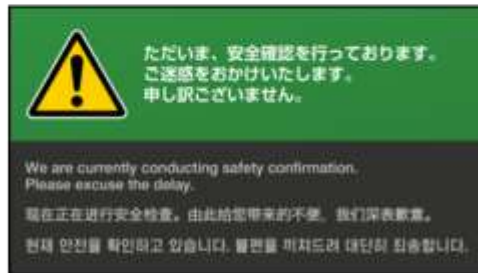 ただいま、安全確認を行っております。
ご迷惑をおかけいたします。
申し訳ございません。
We are currently conducting safety confirmation.
Please excuse the delay.
现在正在进行安全检查。由此给您带来的不便，我们深表歉意。
현재 안전을 확인하고 있습니다. 불편을 끼쳐드려 대단히 죄송합니다.